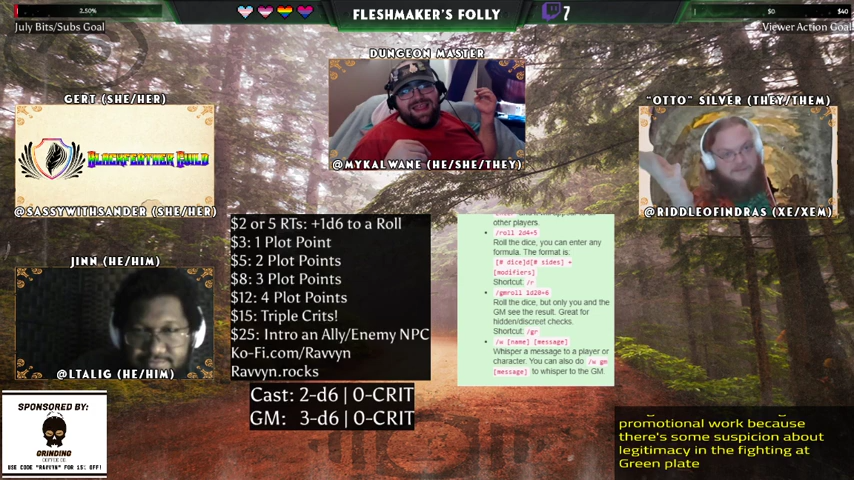 2.50%
July Bits/Subs Goal
FLESHMAKER'S FOLLY
7
$0
$40
Viewer Action Goal
DUNGEON MASTER
@MYKALWANE (HE/SHE/THEY)
GERT (SHE/HER)
BLACKFEATHER GUILD
@SASSYWITHSANDER (SHE/HER)
"OTTO" SILVER (THEY/THEM)
@RIDDLEOFINDRAS (XE/XEM)
JINN (HE/HIM)
@LTALIG (HE/HIM)
$2 or 5 RTs: +1d6 to a Roll
$3: 1 Plot Point
$5: 2 Plot Points
$8: 3 Plot Points
$12: 4 Plot Points
$15: Triple Crits!
$25: Intro an Ally/Enemy NPC
Ko-Fi.com/Ravvyn
Ravvyn.rocks
Cast: 2-d6 | 0-CRIT
GM: 3-d6 | 0-CRIT
other players.
/roll 2d4+5
Roll the dice, you can enter any
formula. The format is:
[# dice]d[# sides] +
[modifiers]
Shortcut: /r
/gmroll 1d20+6
Roll the dice, but only you and the
GM see the result. Great for
hidden/discreet checks.
Shortcut: /gr
/w [name] [message]
Whisper a message to a player or
character. You can also do /w gm
[message] to whisper to the GM.
SPONSORED BY:
GRINDING
COFFEE CO
USE CODE "RAVVYN" FOR 15% OFF!
promotional work because
there's some suspicion about
legitimacy in the fighting at
Green plate